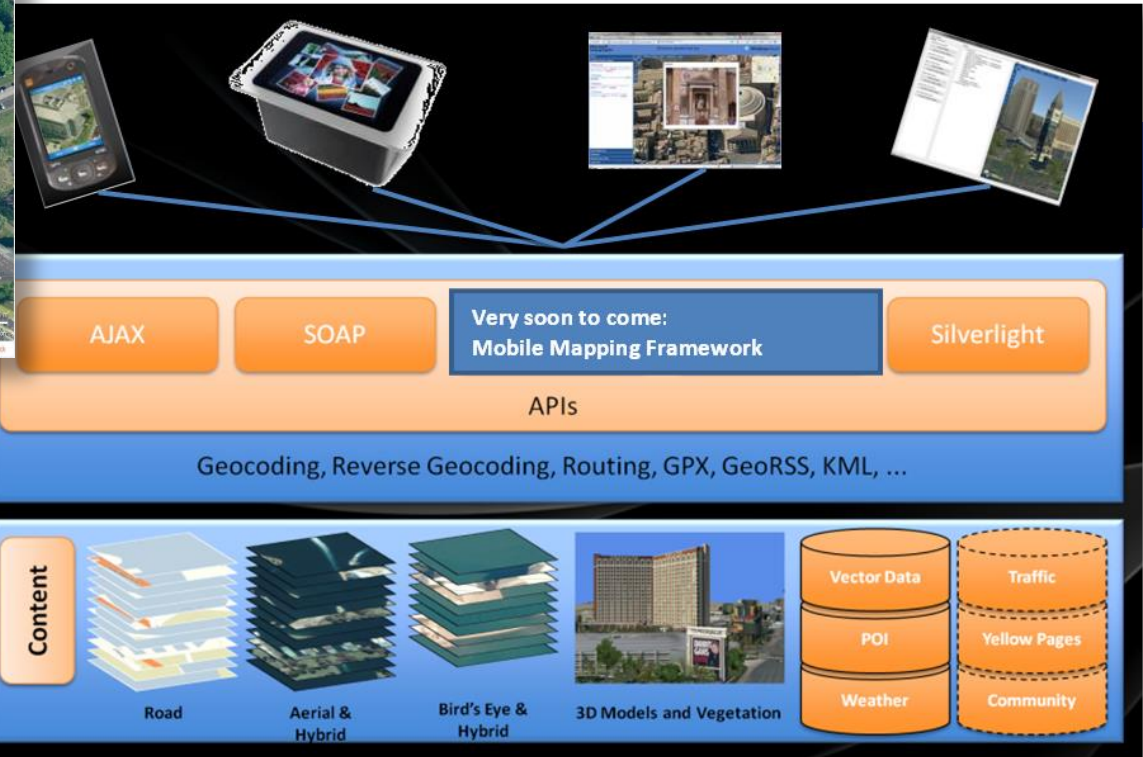 AJAX
SOAP
Very soon to come:
Mobile Mapping Framework
Silverlight
APIs
Geocoding, Reverse Geocoding, Routing, GPX, GeoRSS, KML, ...
Content
Road
Aerial &
Hybrid
Bird's Eye &
Hybrid
3D Models and Vegetation
Vector Data
POI
Weather
Traffic
Yellow Pages
Community